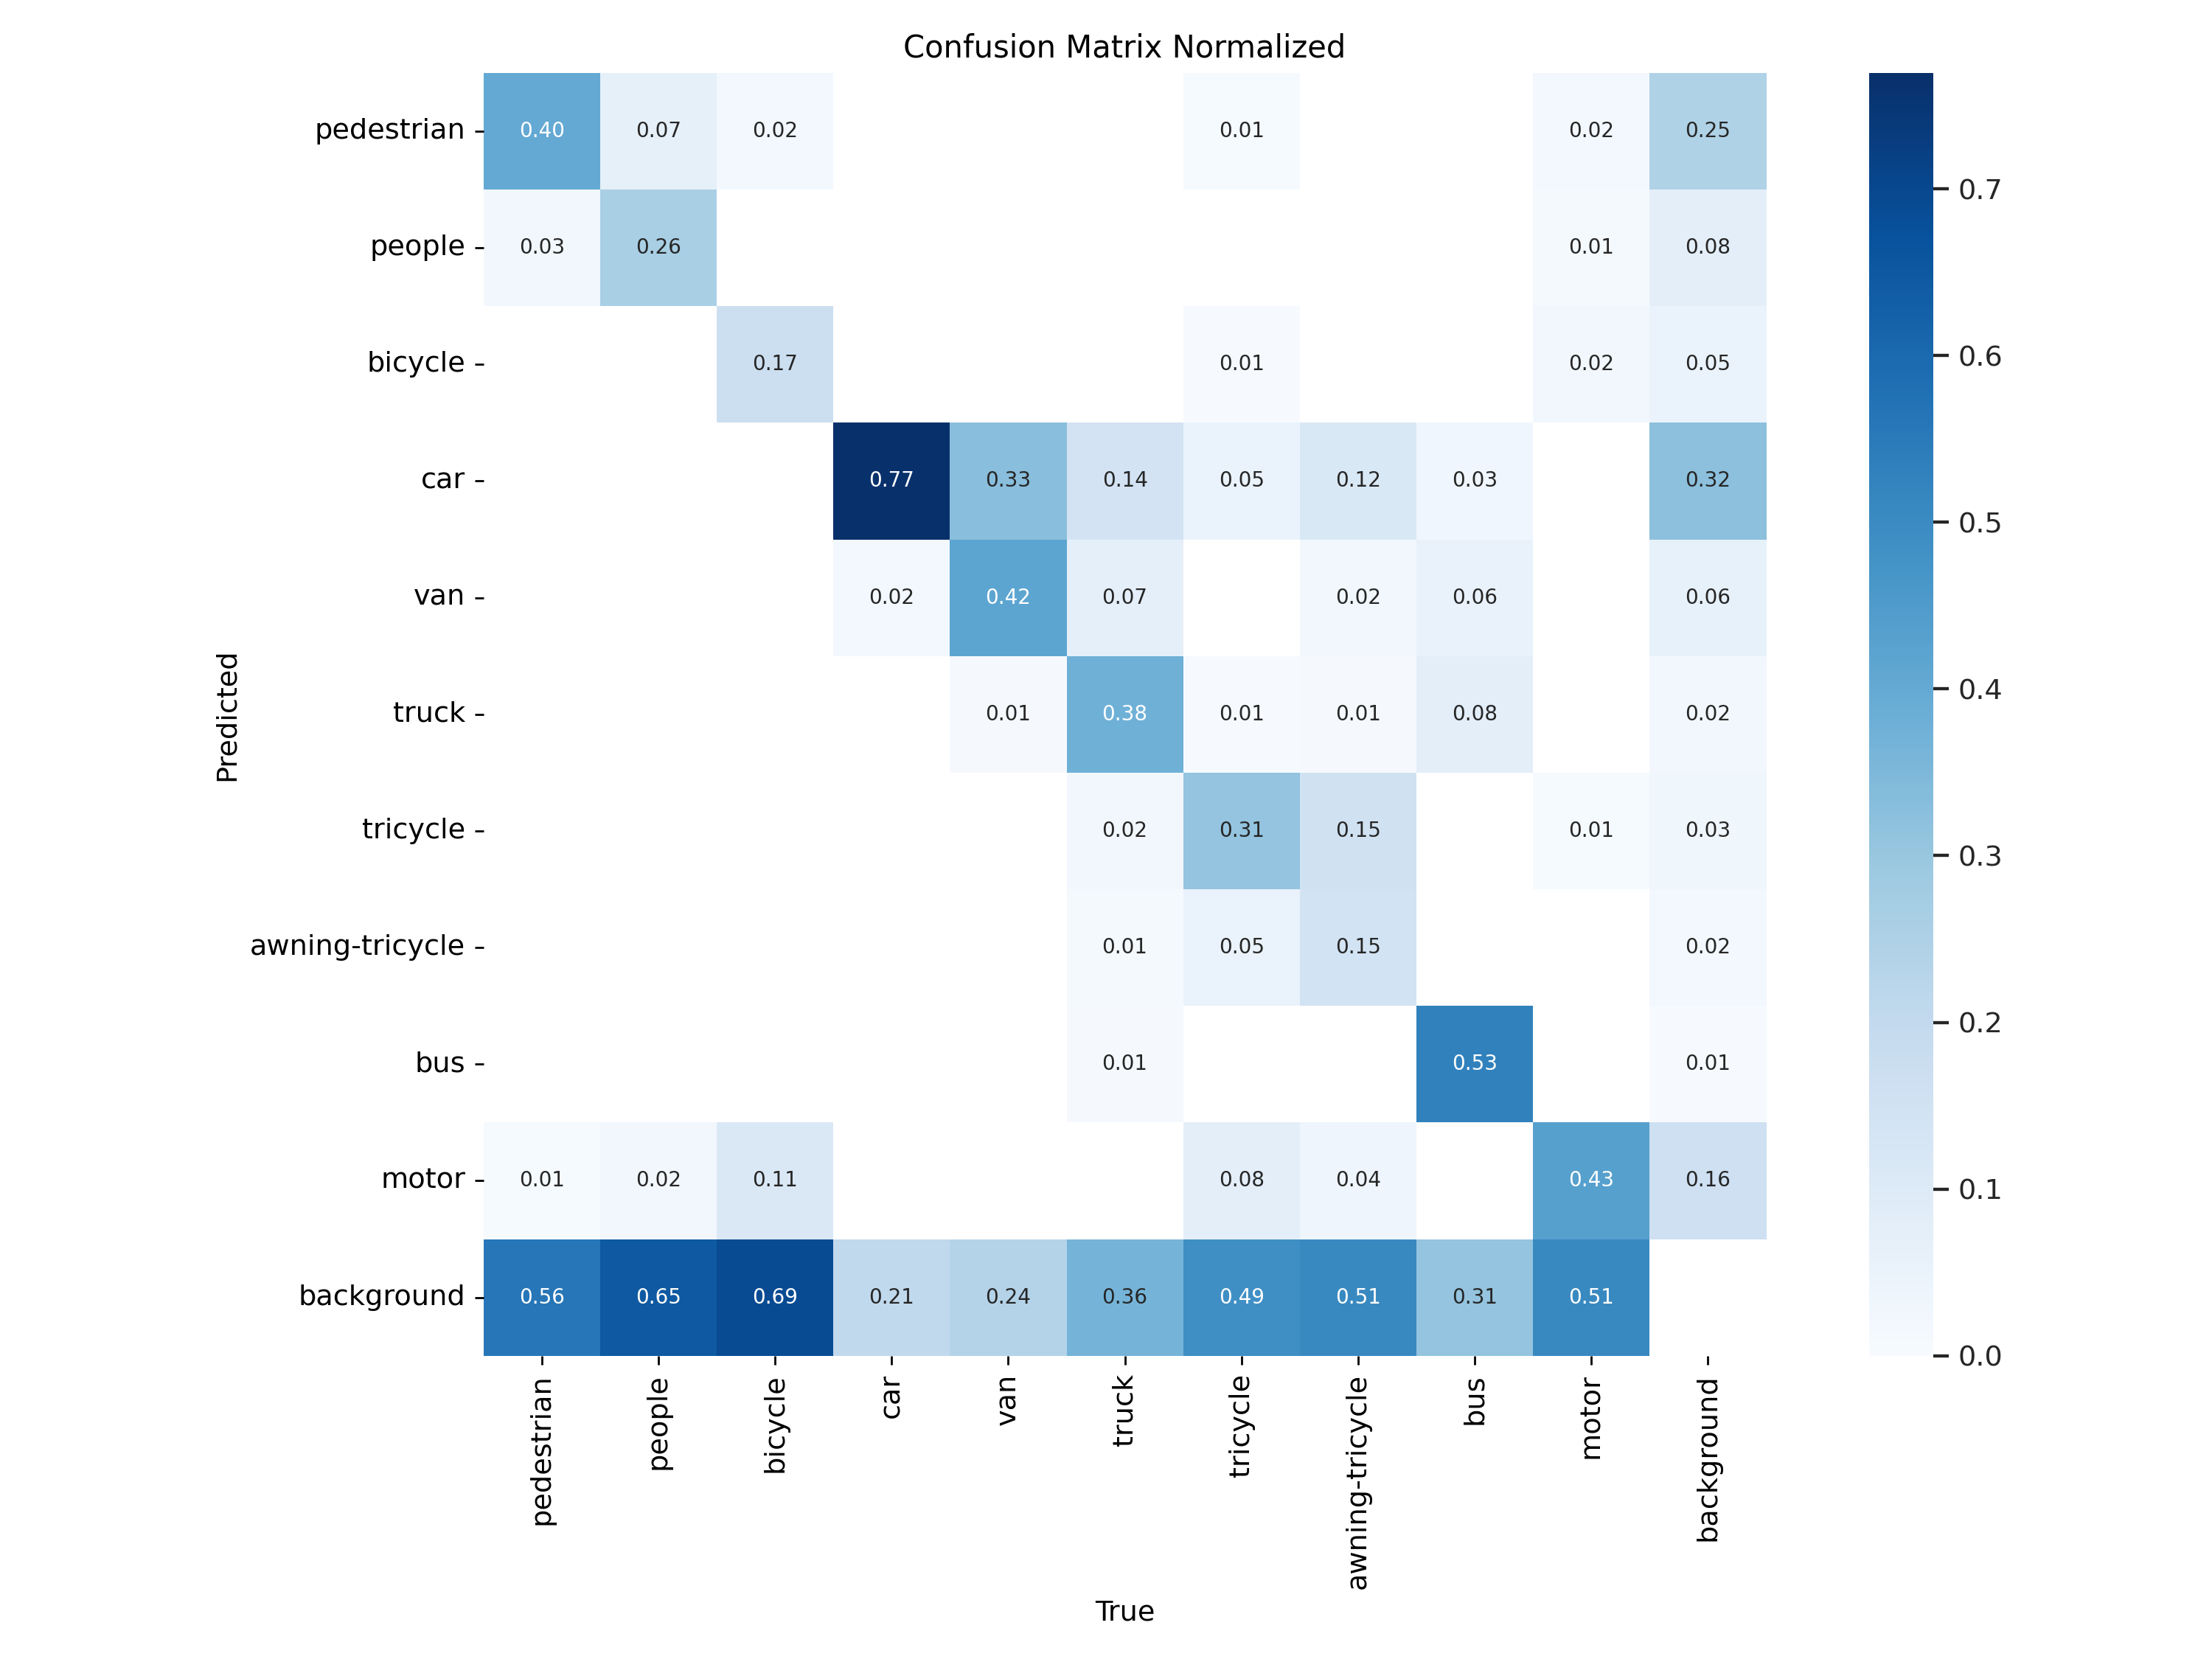 Confusion Matrix Normalized
pedestrian 0.40 0.07 0.02 0.01 0.02 0.25
people 0.03 0.26 0.01 0.08
bicycle 0.17 0.01 0.02 0.05
car 0.77 0.33 0.14 0.05 0.12 0.03 0.32
van 0.02 0.42 0.07 0.02 0.06 0.06
truck 0.01 0.38 0.01 0.01 0.08 0.02
tricycle 0.02 0.31 0.15 0.01 0.03
awning-tricycle 0.01 0.05 0.15 0.02
bus 0.01 0.53 0.01
motor 0.01 0.02 0.11 0.08 0.04 0.43 0.16
background 0.56 0.65 0.69 0.21 0.24 0.36 0.49 0.51 0.31 0.51
Predicted
pedestrian
people
bicycle
car
van
truck
tricycle
awning-tricycle
bus
motor
background
True
0.7
0.6
0.5
0.4
0.3
0.2
0.1
0.0